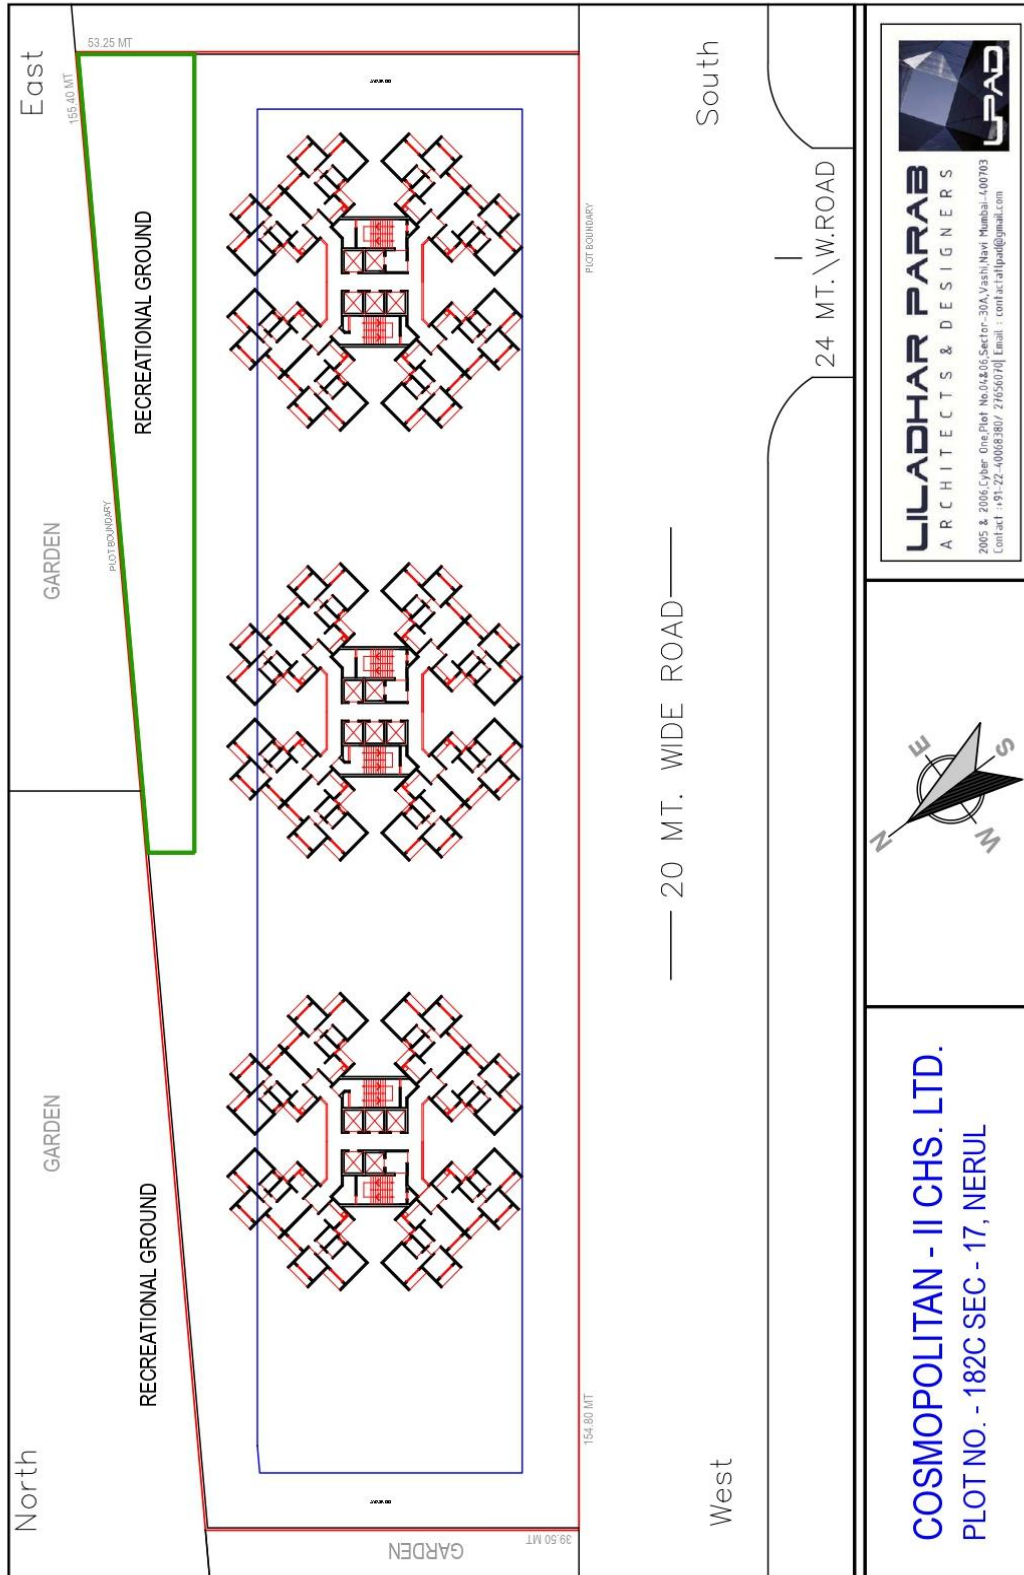 East
53.25 MT
155.40 MT
South
RECREATIONAL GROUND
PLOT BOUNDARY
PLOT BOUNDARY
24 MT.\W.ROAD
GARDEN
20 MT. WIDE ROAD
GARDEN
RECREATIONAL GROUND
154.80 MT
North
West
39.50 MT
GARDEN
LPAD
LILADHAR PARAB
ARCHITECTS & DESIGNERS
2005 & 2006,Cyber One,Plot No.04&06,Sector-30A,Vashi,Navi Mumbai-400703
Contact :+91-22-40068380/ 27656070| Email : contactatlpad@gmail.com
E
S
N
W
COSMOPOLITAN - II CHS. LTD.
PLOT NO. - 182C SEC - 17, NERUL